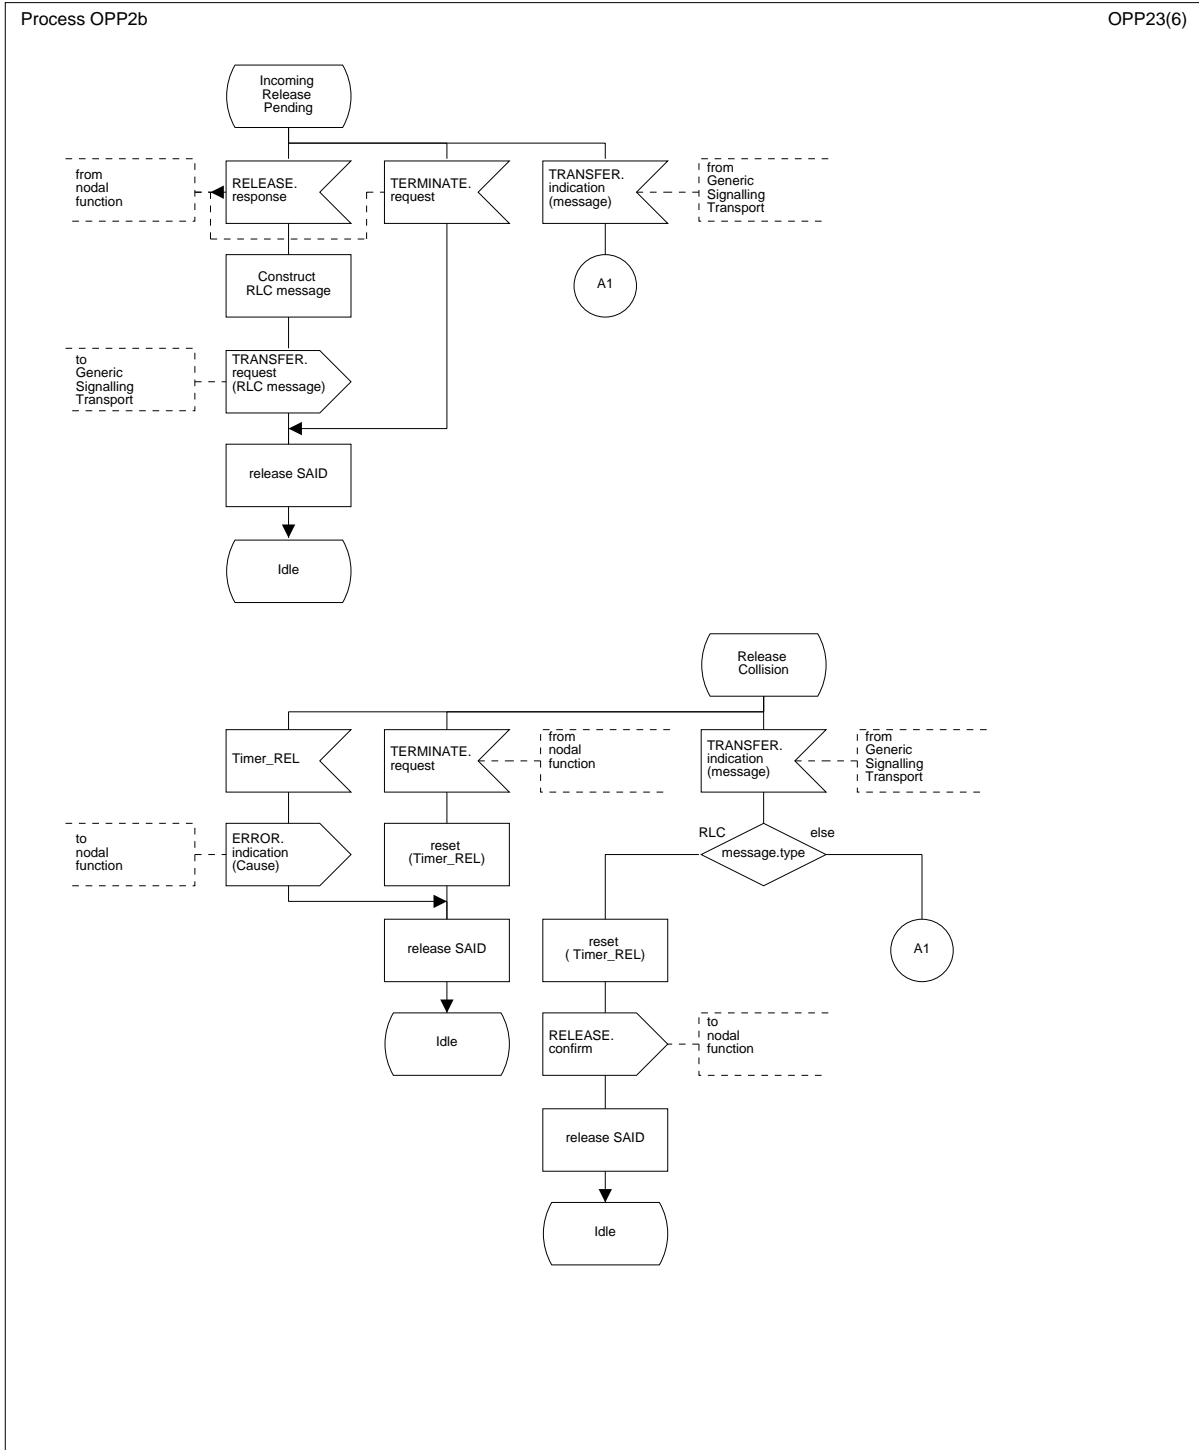 Process OPP2b
OPP23(6)
Incoming
Release
Pending
from
nodal
function
RELEASE.
response
TERMINATE.
request
TRANSFER.
indication
(message)
from
Generic
Signalling
Transport
Construct
RLC message
A1
to
Generic
Signalling
Transport
TRANSFER.
request
(RLC message)
release SAID
Idle
Release
Collision
Timer_REL
TERMINATE.
request
from
nodal
function
TRANSFER.
indication
(message)
from
Generic
Signalling
Transport
to
nodal
function
ERROR.
indication
(Cause)
reset
(Timer_REL)
RLC
else
message.type
release SAID
reset
( Timer_REL)
A1
Idle
RELEASE.
confirm
to
nodal
function
release SAID
Idle